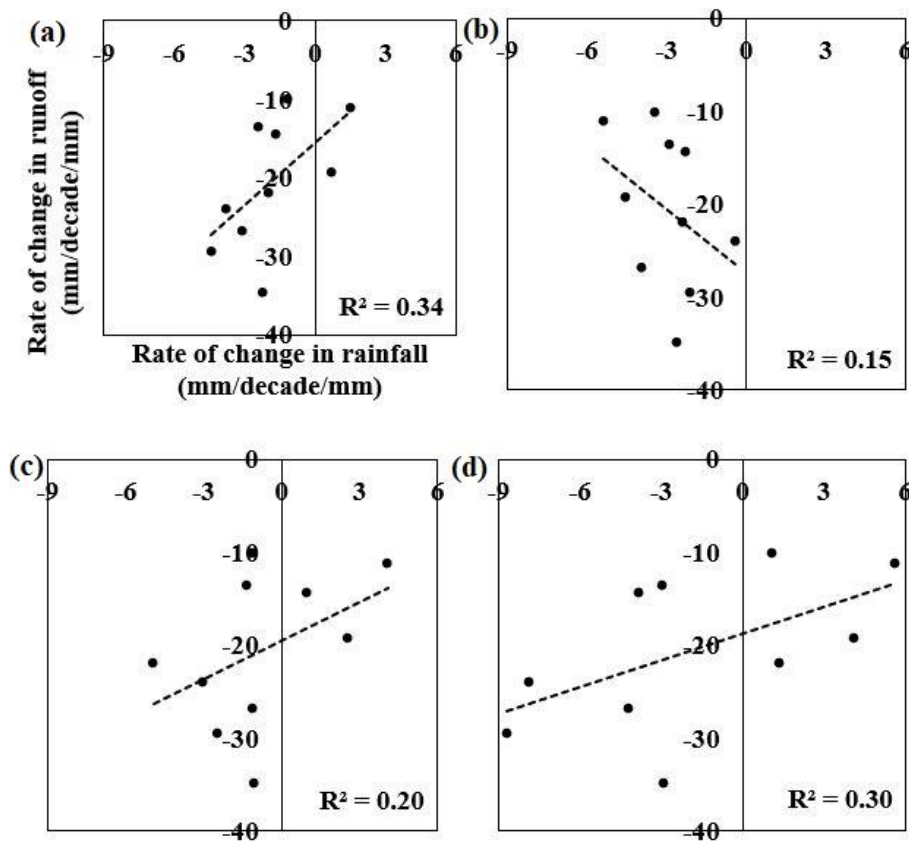 (a)
0
-9 -6 -3 0 3 6
-10
-20
-30
-40
Rate of change in runoff
(mm/decade/mm)
R² = 0.34
Rate of change in rainfall
(mm/decade/mm)
(b)
0
-9 -6 -3 0 3 6
-10
-20
-30
-40
R² = 0.15
(c)
0
-9 -6 -3 0 3 6
-10
-20
-30
-40
R² = 0.20
(d)
0
-9 -6 -3 0 3 6
-10
-20
-30
-40
R² = 0.30